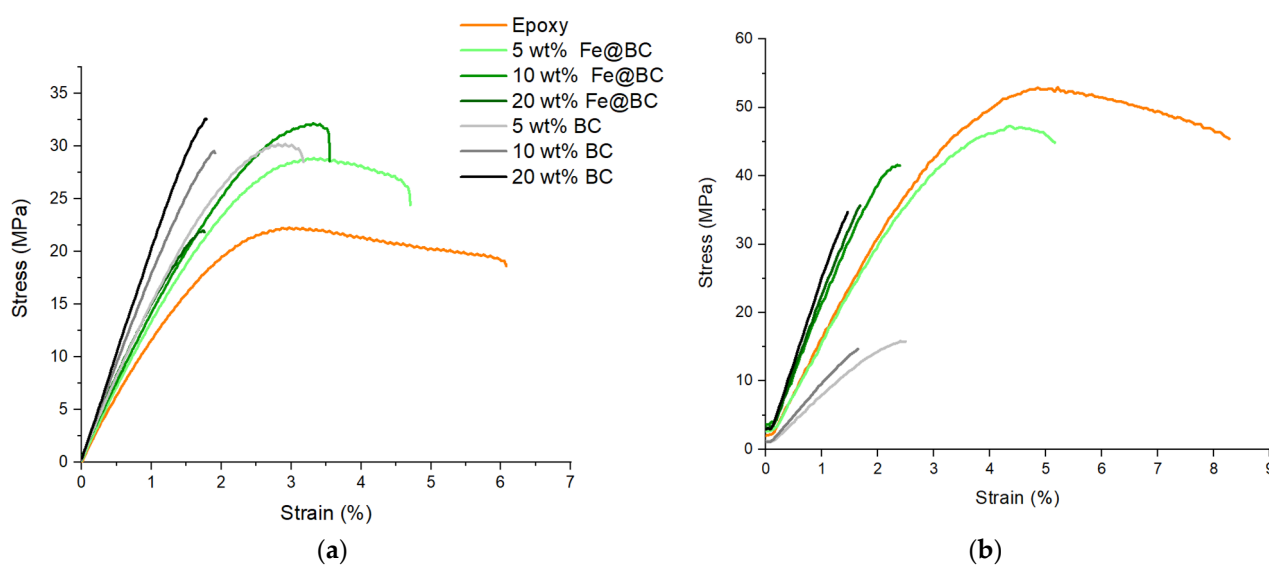 Epoxy
5 wt% Fe@BC
10 wt% Fe@BC
20 wt% Fe@BC
5 wt% BC
10 wt% BC
20 wt% BC
35
30
25
20
15
10
5
0
Stress (MPa)
0 1 2 3 4 5 6 7
Strain (%)
(a)
60
50
40
30
20
10
0
Stress (MPa)
0 1 2 3 4 5 6 7 8 9
Strain (%)
(b)